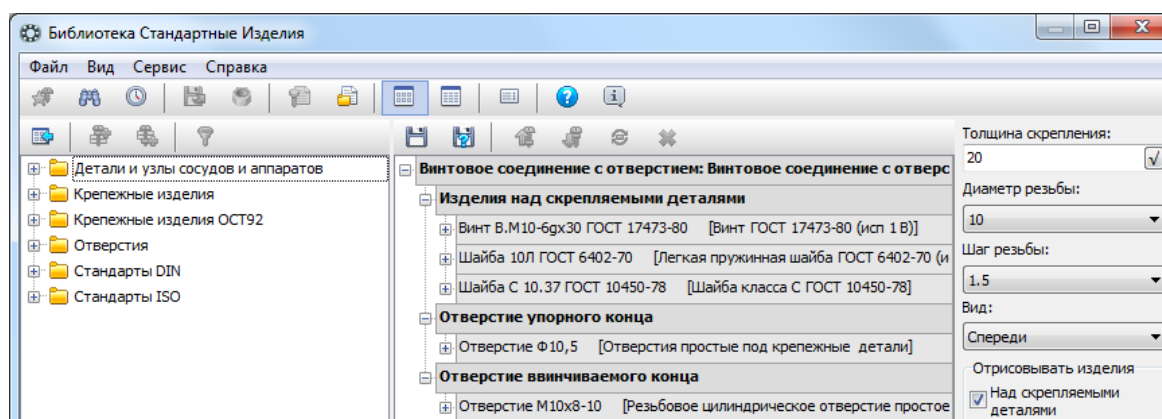 Библиотека Стандартные Изделия
Файл Вид Сервис Справка
Детали и узлы сосудов и аппаратов
Крепежные изделия
Крепежные изделия ОСТ92
Отверстия
Стандарты DIN
Стандарты ISO
Винтовое соединение с отверстием: Винтовое соединение с отверс
Изделия над скрепляемыми деталями
Винт В.М10-6gx30 ГОСТ 17473-80 [Винт ГОСТ 17473-80 (исп 1 В)]
Шайба 10Л ГОСТ 6402-70 [Легкая пружинная шайба ГОСТ 6402-70 (и
Шайба С 10.37 ГОСТ 10450-78 [Шайба класса С ГОСТ 10450-78]
Отверстие упорного конца
Отверстие Ф10,5 [Отверстия простые под крепежные детали]
Отверстие ввинчиваемого конца
Отверстие М10х8-10 [Резьбовое цилиндрическое отверстие простое
Толщина скрепления:
20
Диаметр резьбы:
10
Шаг резьбы:
1.5
Вид:
Спереди
Отрисовывать изделия
Над скрепляемыми
деталями